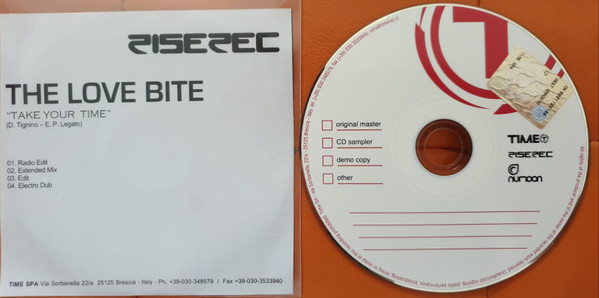 RISEREC
THE LOVE BITE
"TAKE YOUR TIME"
(D. Tignino – E. P. Legato)
01. Radio Edit
02. Extended Mix
03. Edit
04. Electro Dub
TIME SPA Via Sorbanella 22/a 25125 Brescia - Italy - Ph. +39-030-348579 / Fax +39-030-3533940
original master
CD sampler
demo copy
other
TIME
RISEREC
numoon